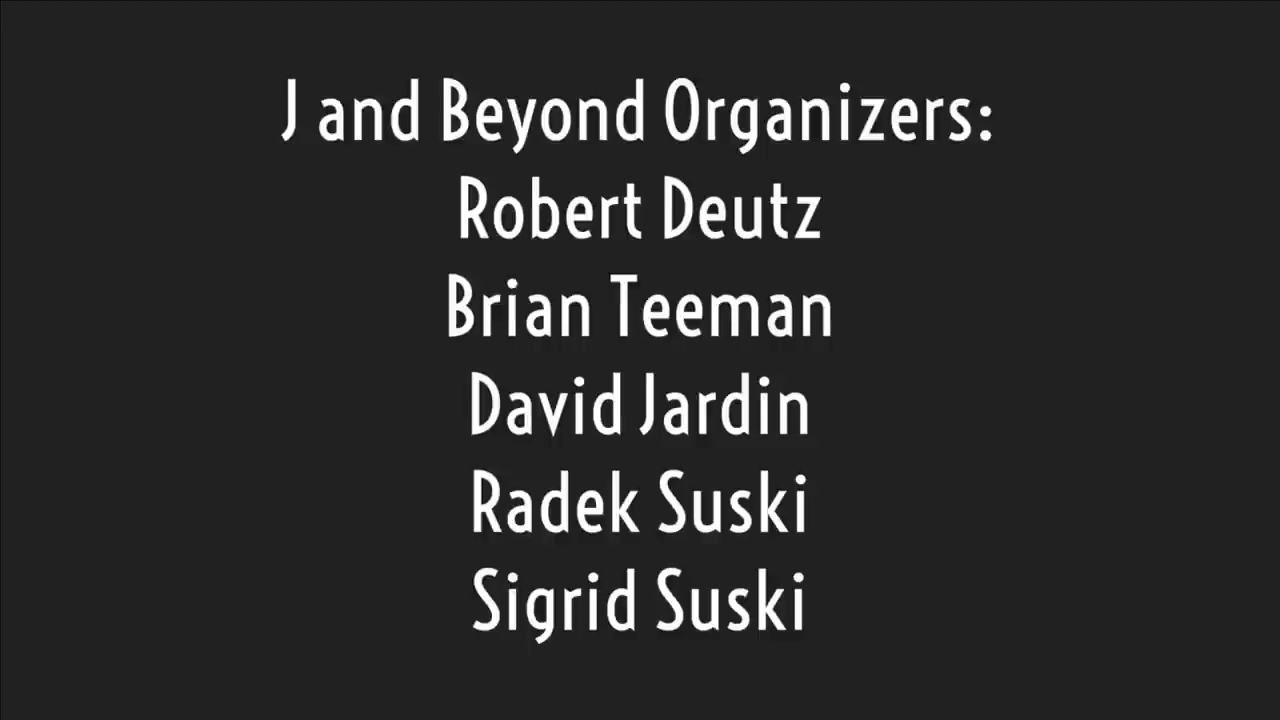 J and Beyond Organizers:
Robert Deutz
Brian Teeman
David Jardin
Radek Suski
Sigrid Suski